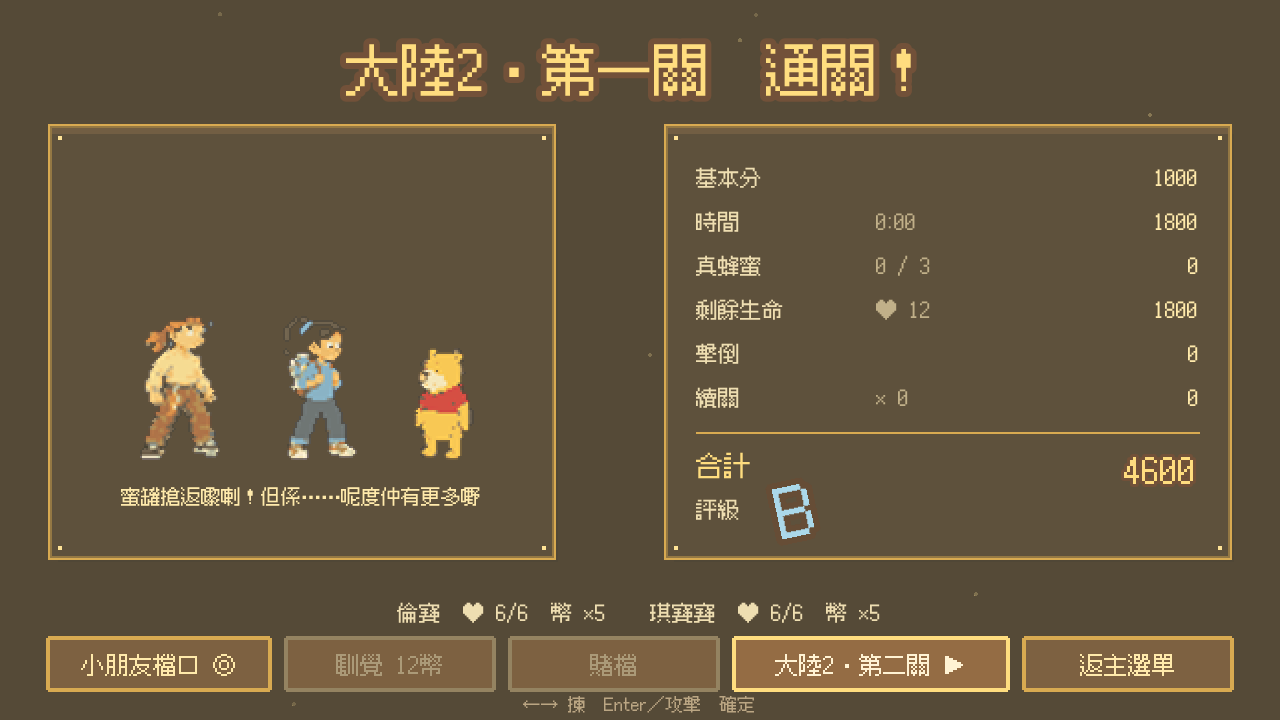 大陸2・第一關　通關！
基本分 1000
時間 0:00 1800
真蜂蜜 0 / 3 0
剩餘生命 ♥ 12 1800
擊倒 0
續關 × 0 0
合計 4600
評級 B
蜜罐搶返嚟喇！但係……呢度仲有更多嘢
倫寶 ♥ 6/6 幣 ×5 琪寶寶 ♥ 6/6 幣 ×5
小朋友檔口 ◎
瞓覺 12幣
賭檔
大陸2・第二關 ▶
返主選單
←→ 揀 Enter／攻擊 確定